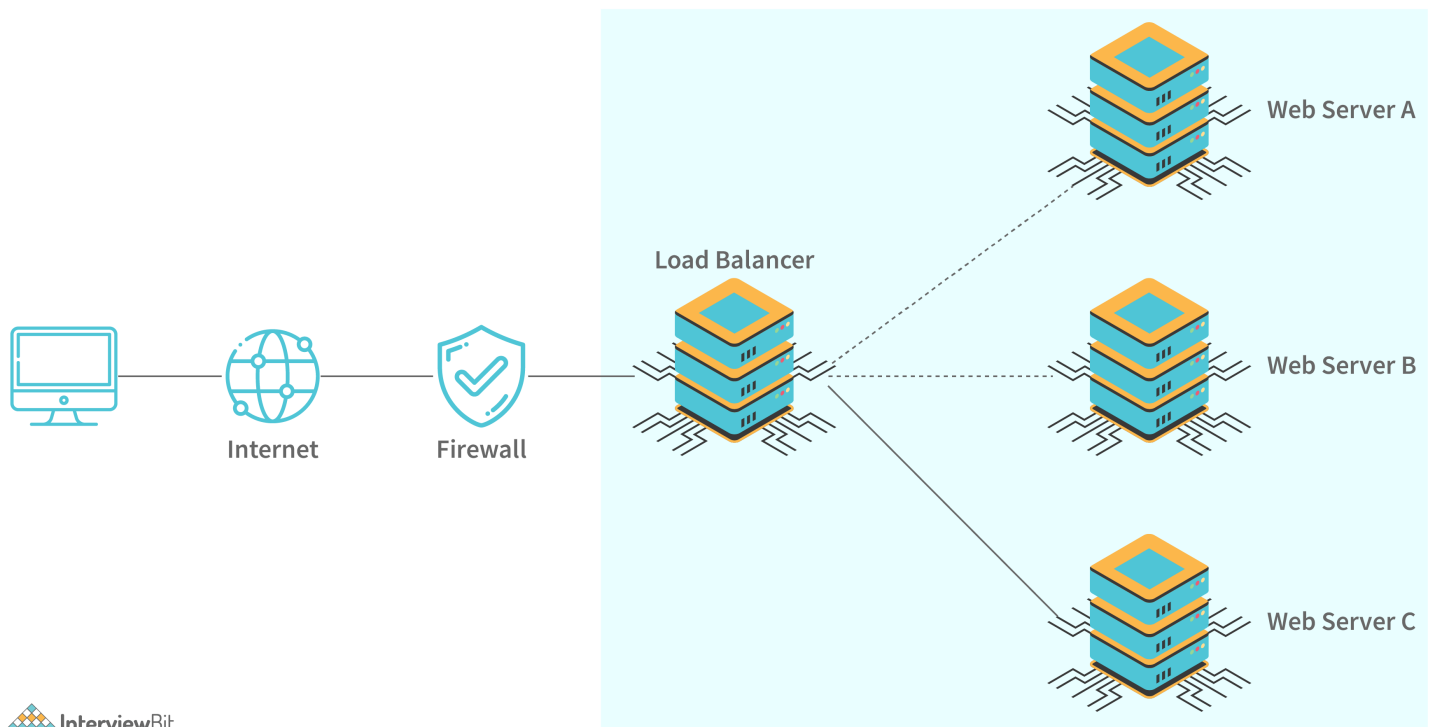 Web Server A
Load Balancer
Web Server B
Internet
Firewall
Web Server C
InterviewBit